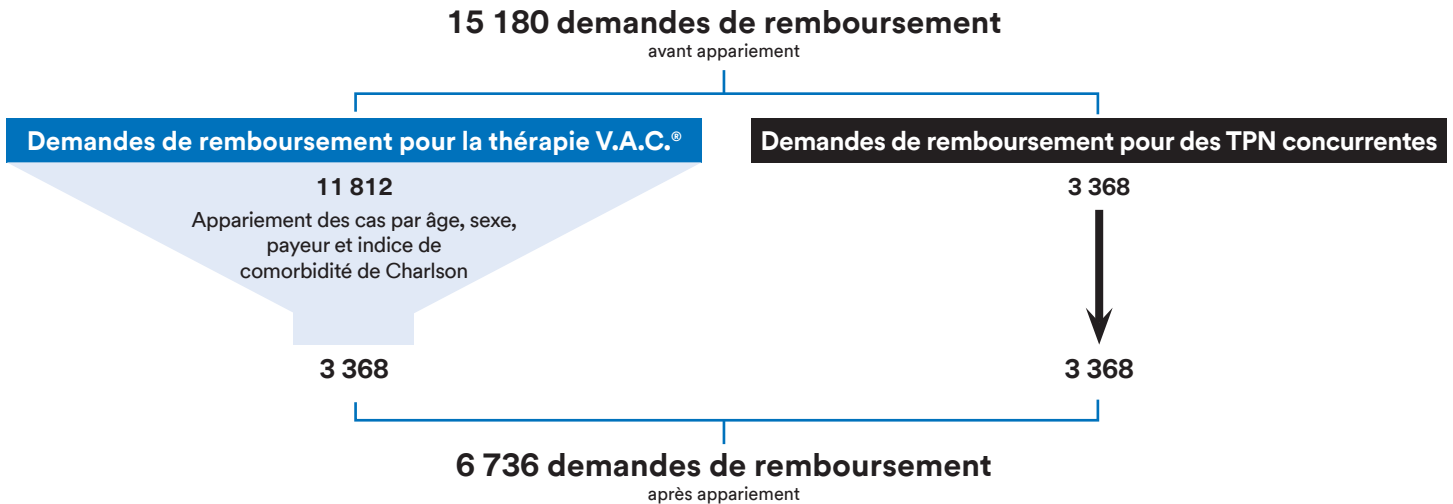 15 180 demandes de remboursement
avant appariement
Demandes de remboursement pour la thérapie V.A.C.®
Demandes de remboursement pour des TPN concurrentes
11 812
3 368
Appariement des cas par âge, sexe,
payeur et indice de
comorbidité de Charlson
3 368
3 368
6 736 demandes de remboursement
après appariement